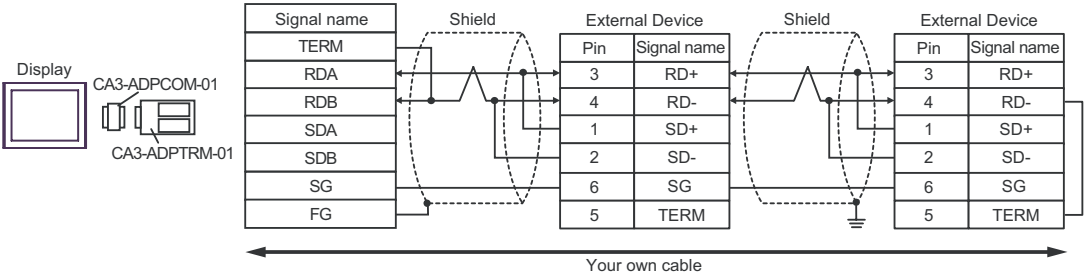 Display
CA3-ADPCOM-01
CA3-ADPTRM-01
Signal name
TERM
RDA
RDB
SDA
SDB
SG
FG
Shield
External Device
Pin Signal name
3 RD+
4 RD-
1 SD+
2 SD-
6 SG
5 TERM
Shield
External Device
Pin Signal name
3 RD+
4 RD-
1 SD+
2 SD-
6 SG
5 TERM
Your own cable